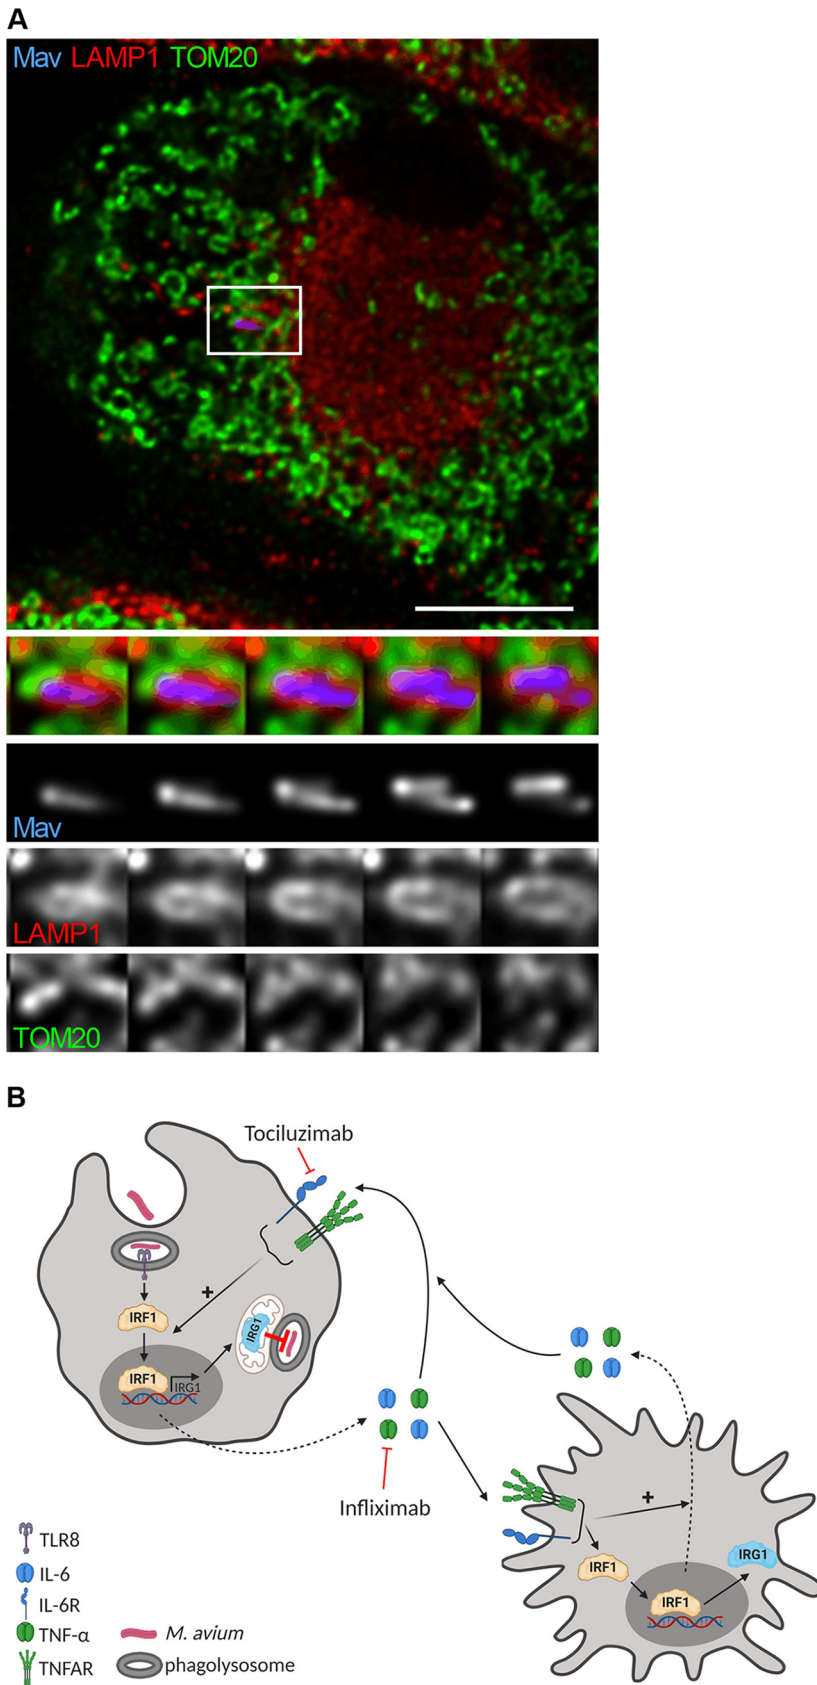 A
Mav LAMP1 TOM20
Mav
LAMP1
TOM20
B
Tociluzimab
+
IRF1
IRG1
IRF1
IRG1
Infliximab
+
IRF1
IRG1
IRF1
TLR8
IL-6
IL-6R
TNF-α
TNFAR
M. avium
phagolysosome